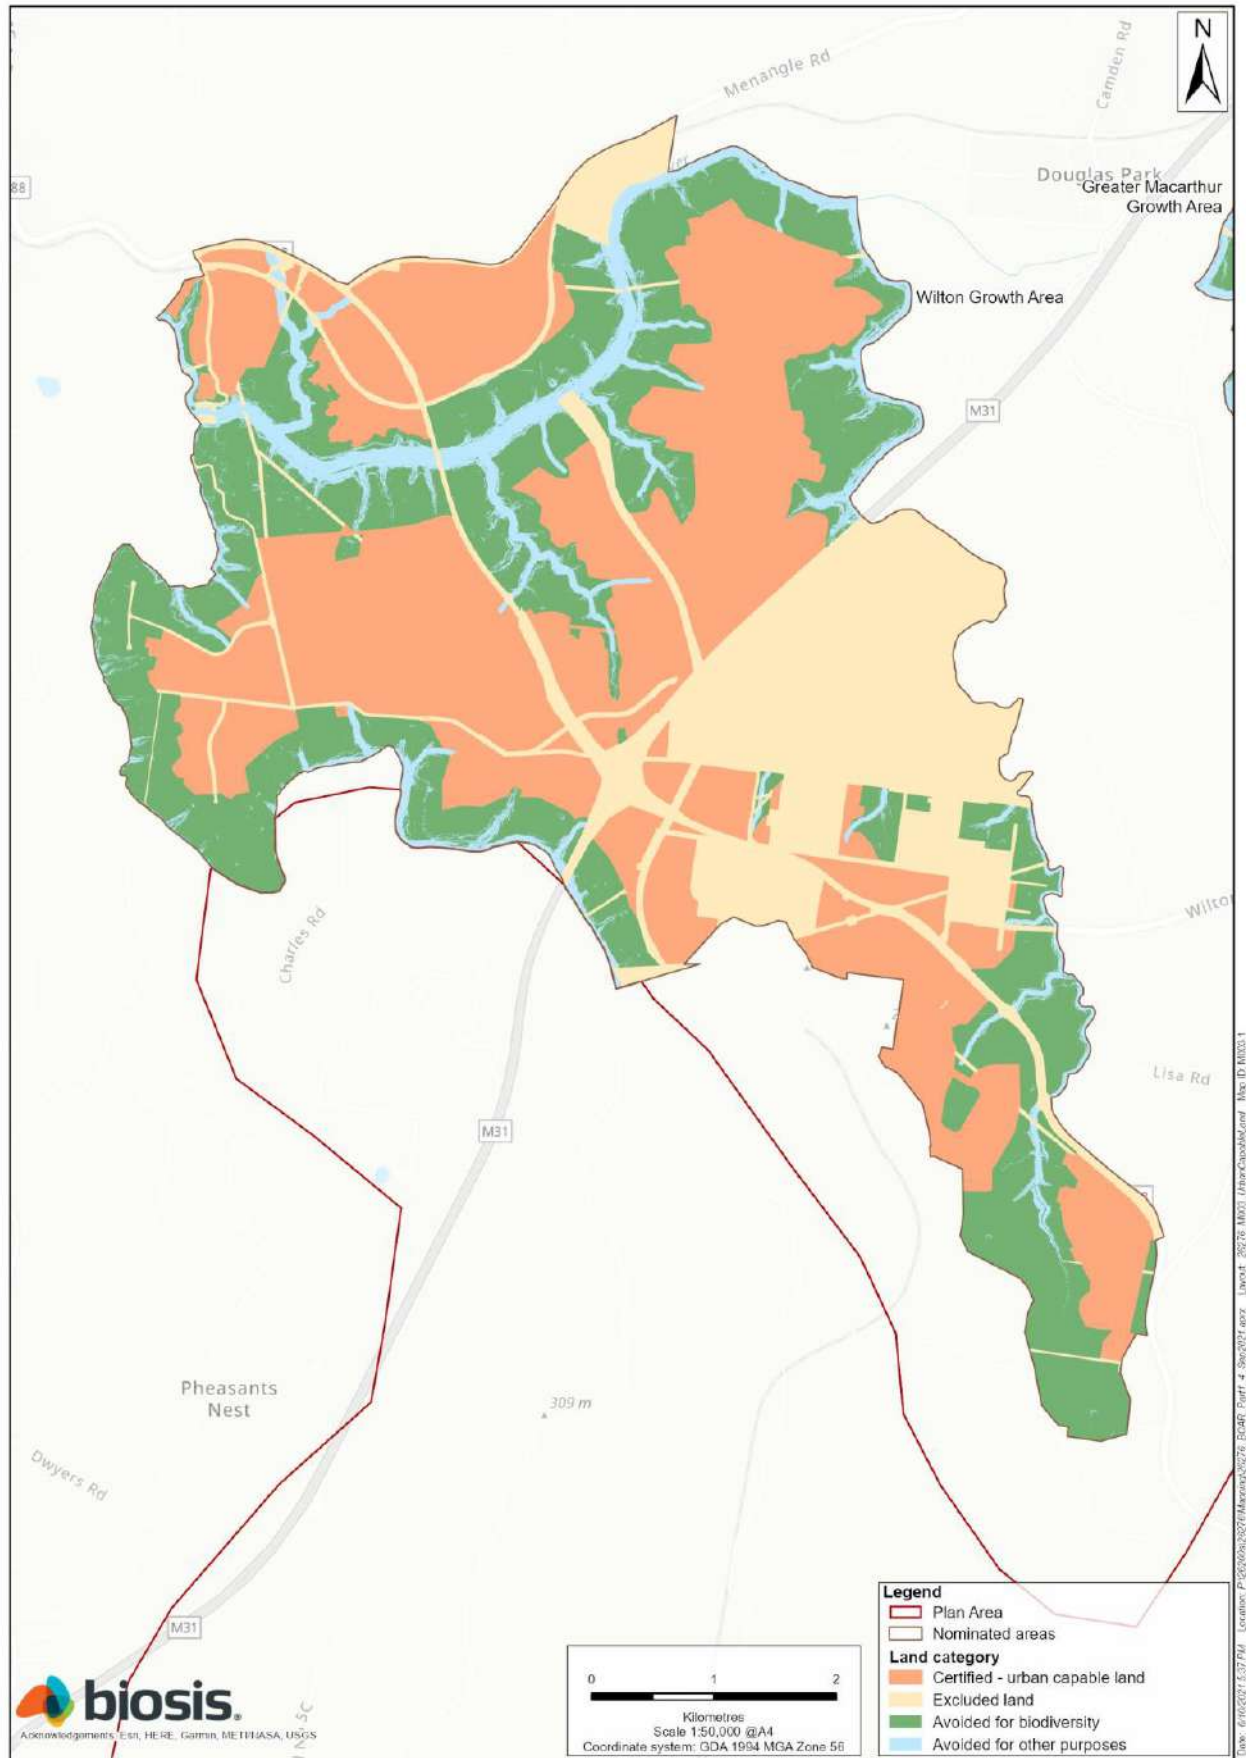 N
Menangle Rd
Camden Rd
88
Douglas Park
Greater Macarthur
Growth Area
Wilton Growth Area
M31
Wilton
Charles Rd
M31
Lisa Rd
Pheasants
Nest
309 m
Dwyers Rd
M31
Legend
Plan Area
Nominated areas
Land category
Certified - urban capable land
Excluded land
Avoided for biodiversity
Avoided for other purposes
0 1 2
Kilometres
Scale 1:50,000 @A4
Coordinate system: GDA 1994 MGA Zone 56
biosis.
Acknowledgements: Esri, HERE, Garmin, METI/NASA, USGS